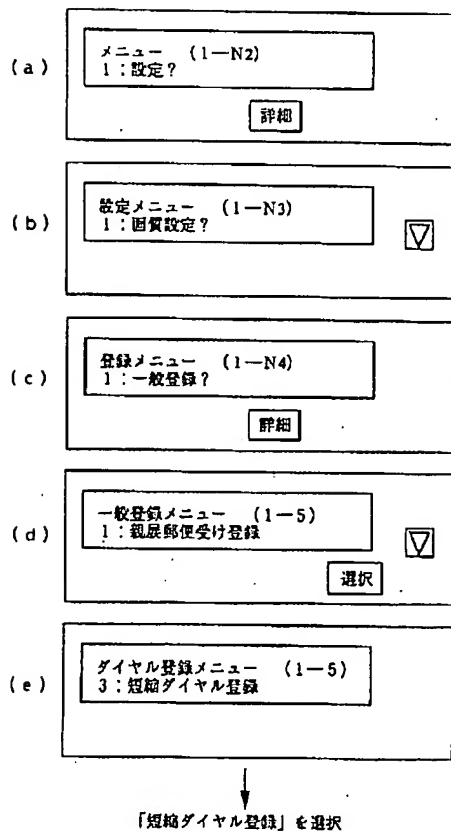 (a)
メニュー (1—N2)
1：設定?
詳細
(b)
設定メニュー (1—N3)
1：画質設定?
▽
(c)
登録メニュー (1—N4)
1：一般登録?
詳細
(d)
一般登録メニュー (1—5)
1：親展郵便受け登録
▽
選択
(e)
ダイヤル登録メニュー (1—5)
3：短縮ダイヤル登録
「短縮ダイヤル登録」を選択